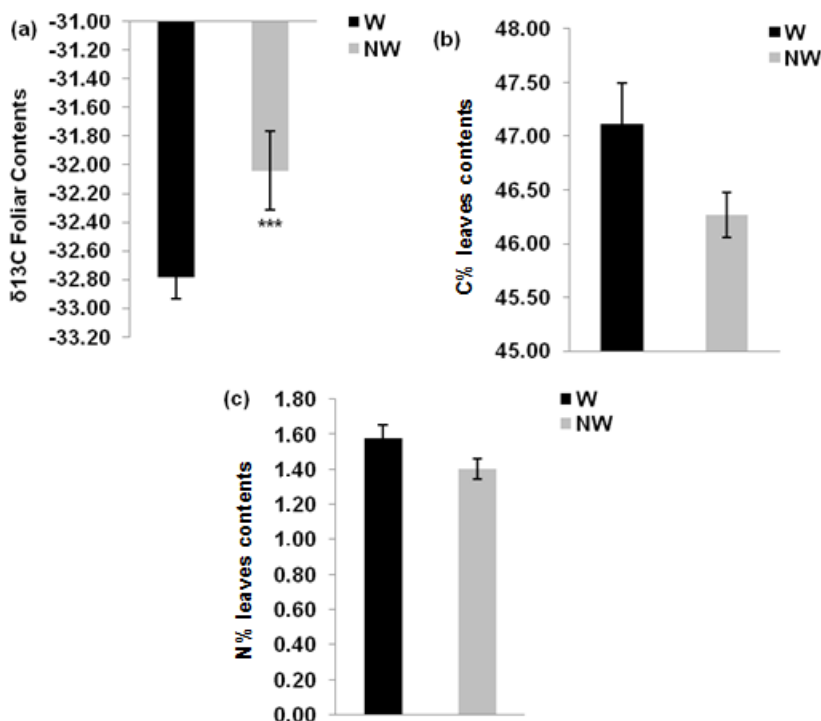 (a)
W
NW
δ13C Foliar Contents
-31.00
-31.20
-31.40
-31.60
-31.80
-32.00
-32.20
-32.40
-32.60
-32.80
-33.00
-33.20
***
(b)
W
NW
C% leaves contents
48.00
47.50
47.00
46.50
46.00
45.50
45.00
(c)
W
NW
N% leaves contents
1.80
1.60
1.40
1.20
1.00
0.80
0.60
0.40
0.20
0.00